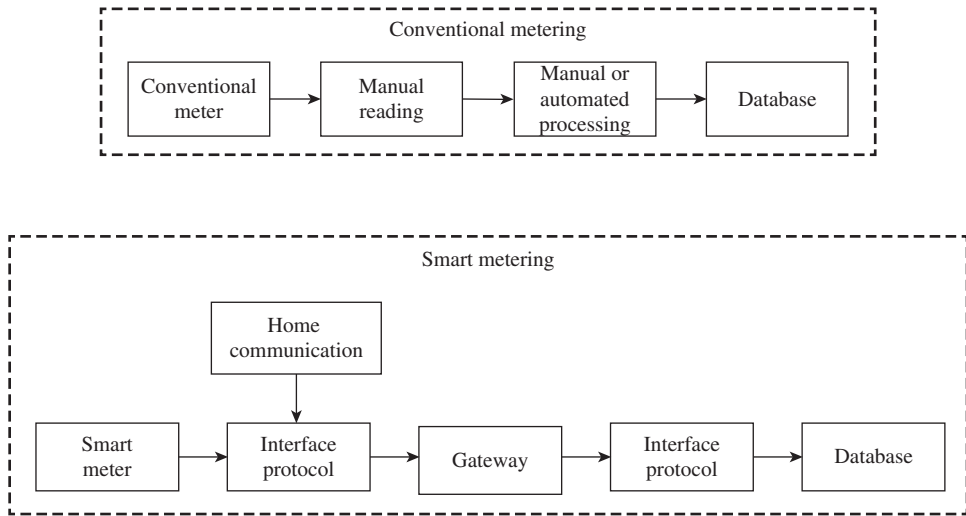 Conventional metering
Conventional
meter
Manual
reading
Manual or
automated
processing
Database
Smart metering
Home
communication
Smart
meter
Interface
protocol
Gateway
Interface
protocol
Database